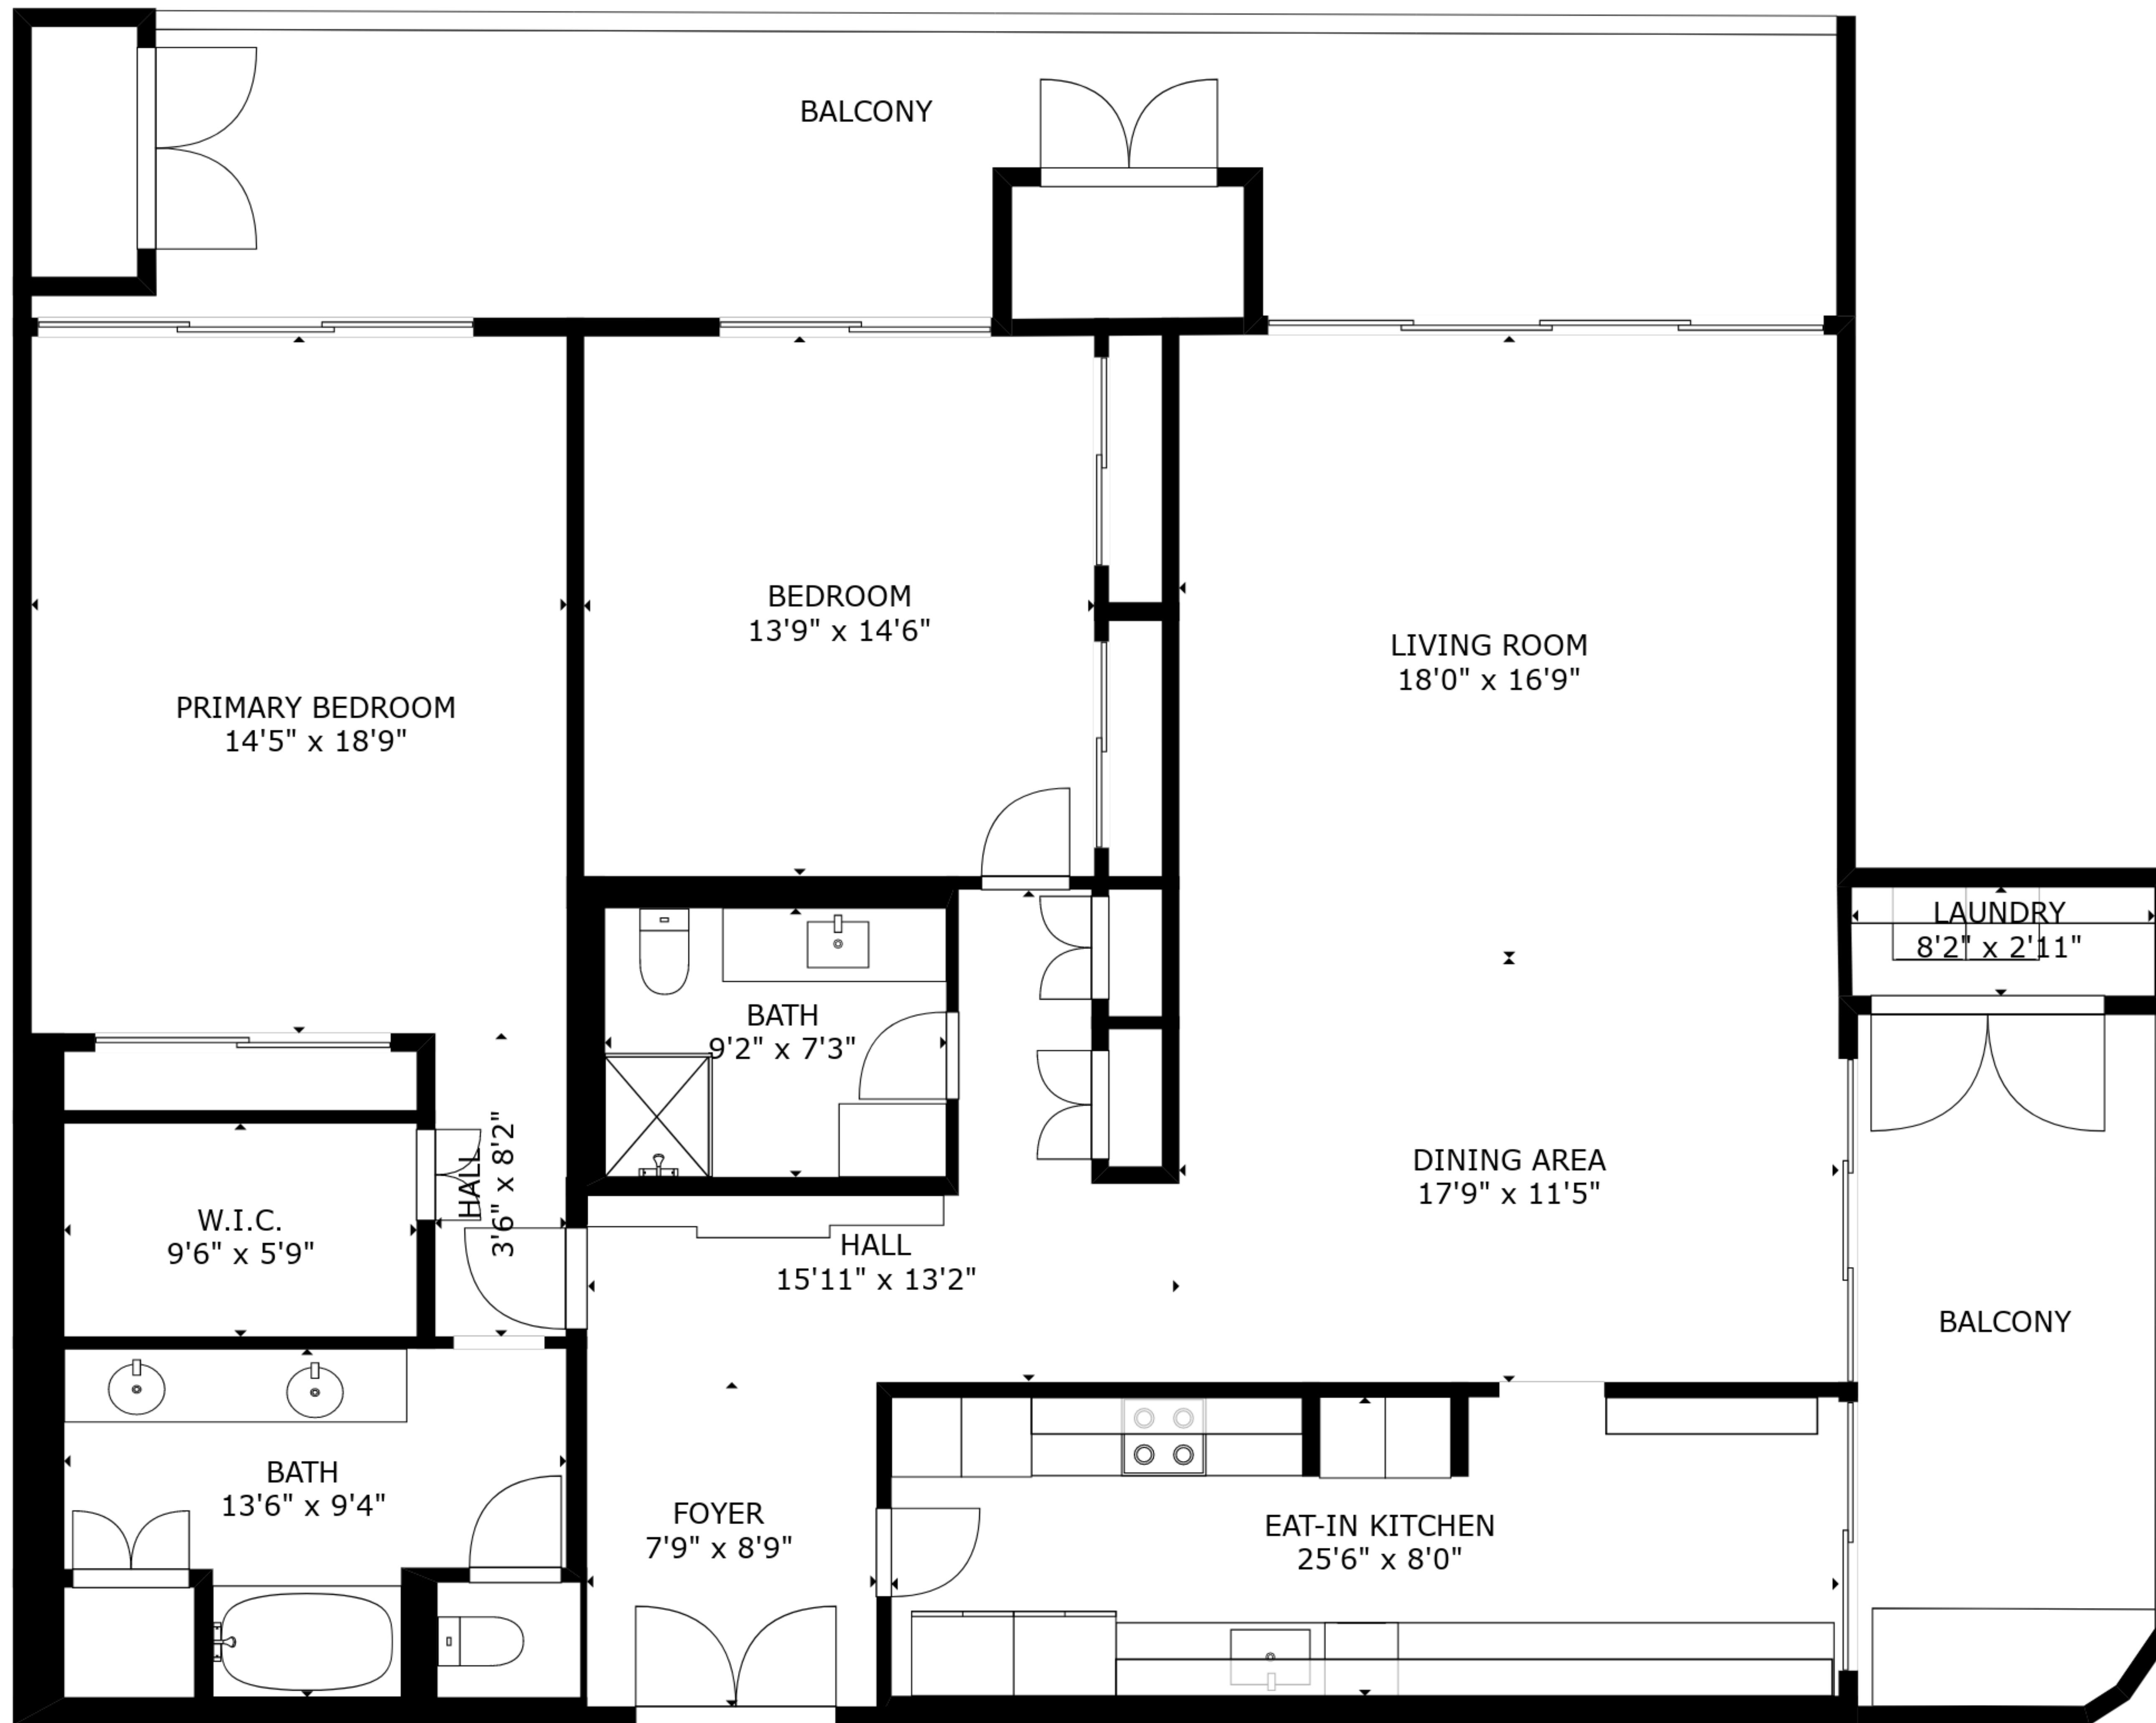 BALCONY
BEDROOM
13'9" x 14'6"
LIVING ROOM
18'0" x 16'9"
PRIMARY BEDROOM
14'5" x 18'9"
LAUNDRY
8'2" x 2'11"
BATH
9'2" x 7'3"
HALL
3'6" x 8'2"
DINING AREA
17'9" x 11'5"
W.I.C.
9'6" x 5'9"
HALL
15'11" x 13'2"
BALCONY
BATH
13'6" x 9'4"
FOYER
7'9" x 8'9"
EAT-IN KITCHEN
25'6" x 8'0"